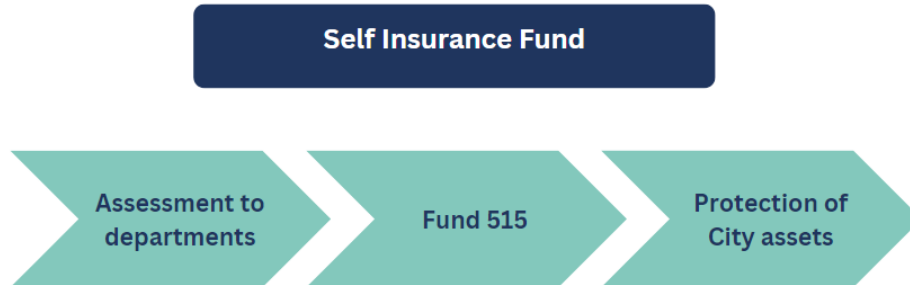 Self Insurance Fund
Assessment to
departments
Fund 515
Protection of
City assets